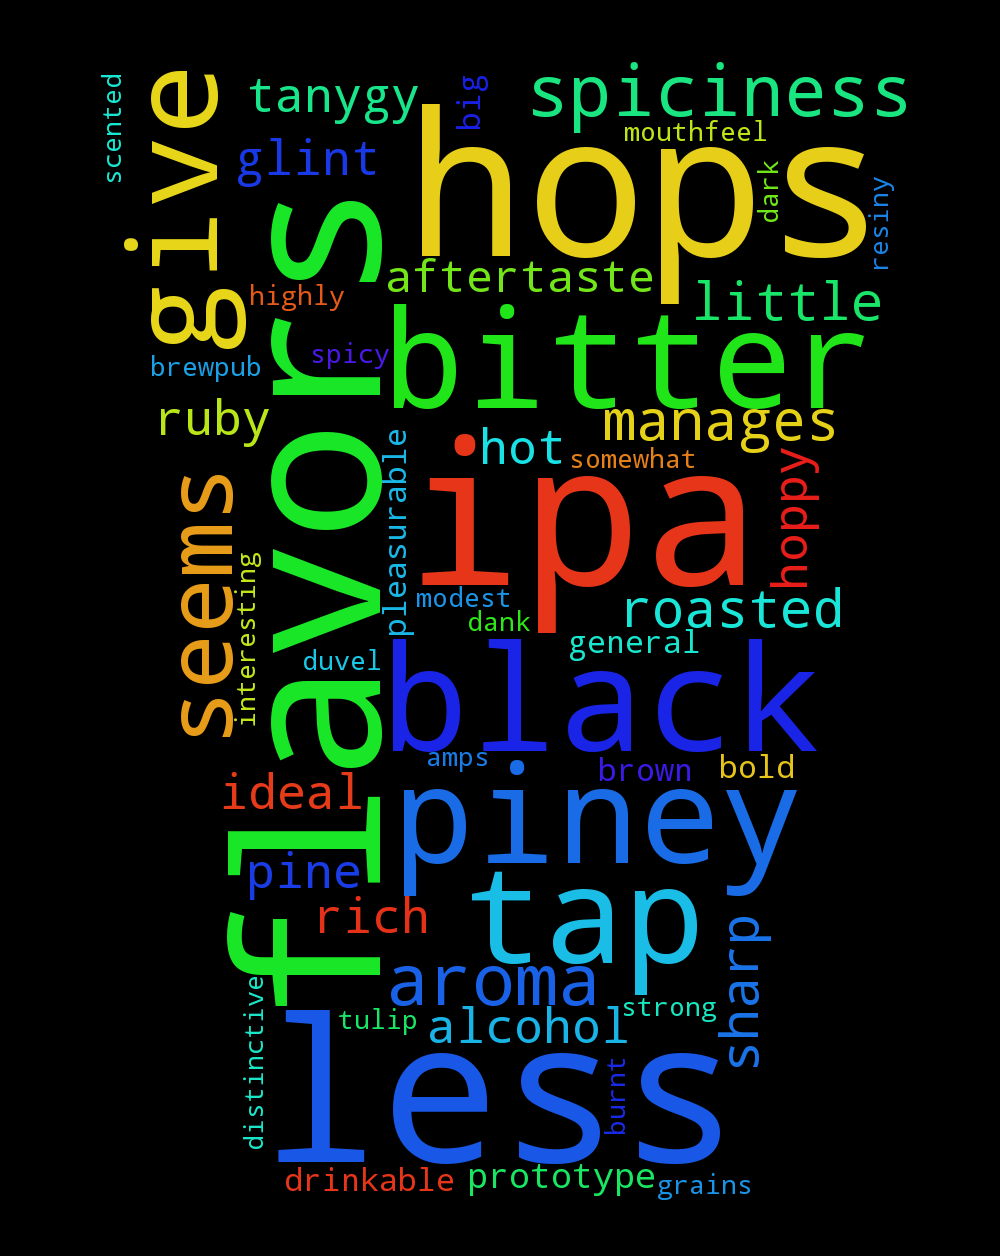 scented
give
tanygy
big
spiciness
mouthfeel
glint
hops
dark
resiny
flavors
highly
aftertaste
little
brewpub
spicy
bitter
ruby
manages
hot
somewhat
hoppy
pleasurable
ipa
seems
interesting
modest
dank
roasted
general
duvel
black
amps
brown
bold
ideal
piney
pine
tap
rich
sharp
aroma
strong
distinctive
tulip
alcohol
less
burnt
drinkable
prototype
grains